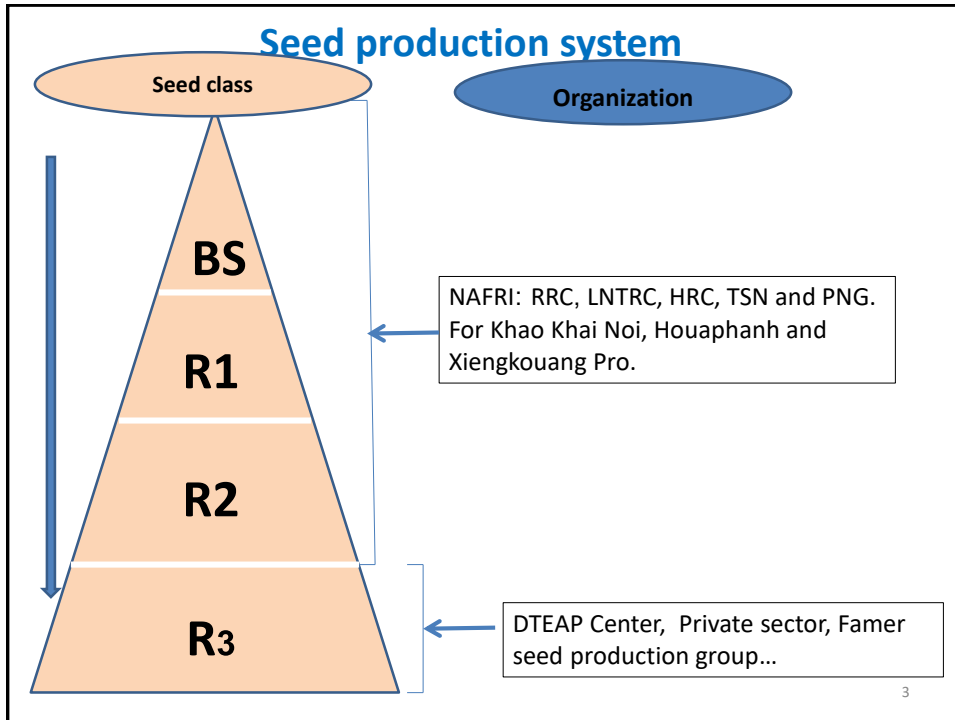 Seed production system
Seed class
Organization
BS
R1
R2
R3
NAFRI: RRC, LNTRC, HRC, TSN and PNG.
For Khao Khai Noi, Houaphanh and
Xiengkouang Pro.
DTEAP Center, Private sector, Famer
seed production group...
3